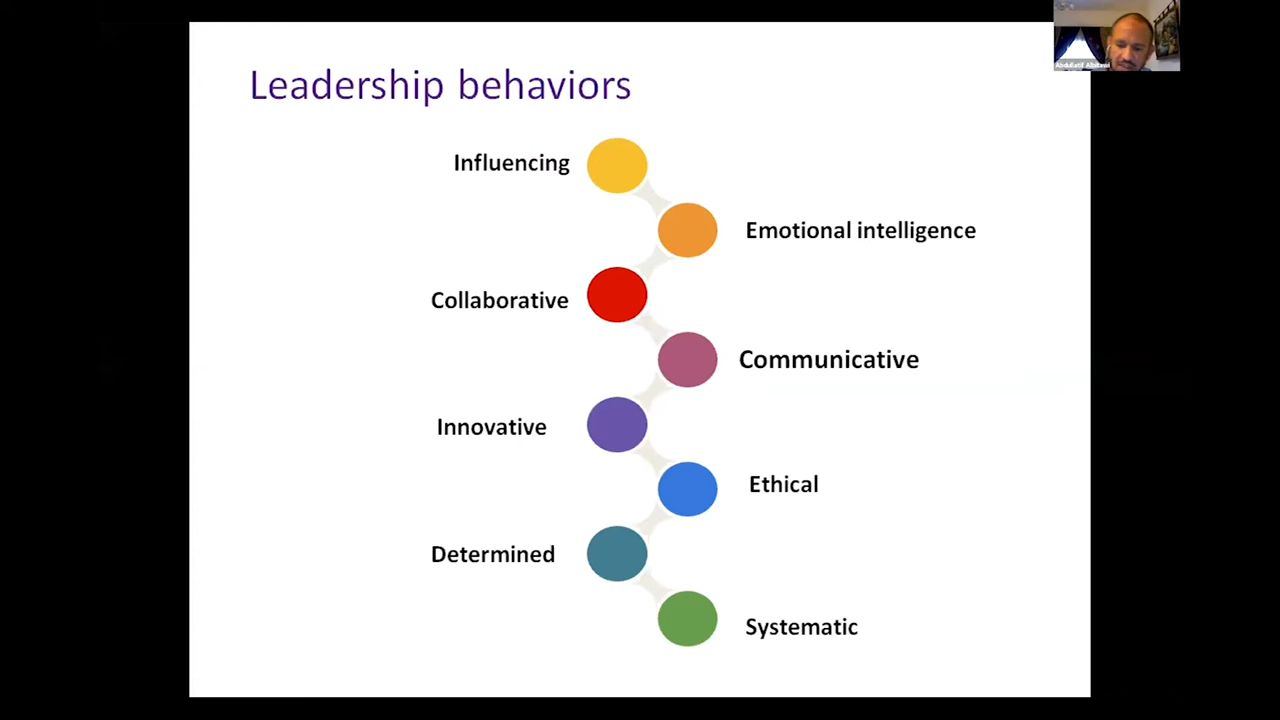 Leadership behaviors
Influencing
Emotional intelligence
Collaborative
Communicative
Innovative
Ethical
Determined
Systematic